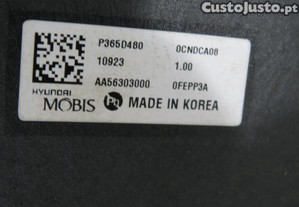 CustoJusto.pt
P365D480 0CNDCA08
10923 1.00
AA56303000 0FEPP3A
HYUNDAI
MOBIS MADE IN KOREA